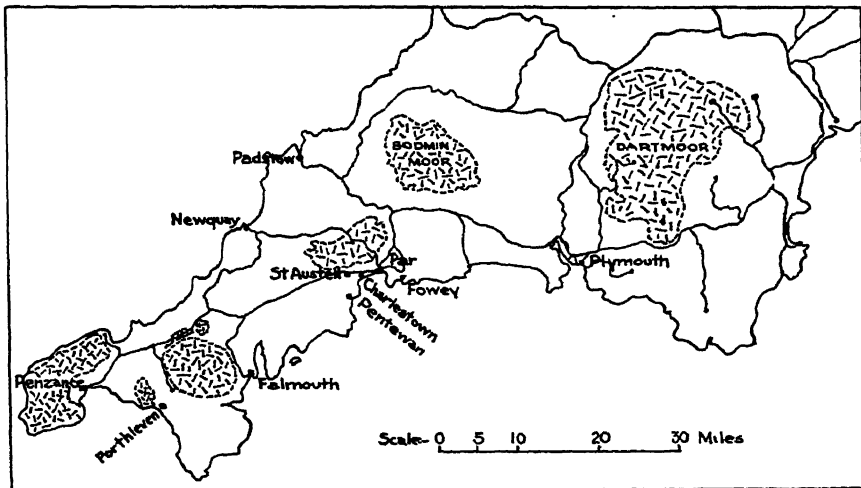 BODMIN
MOOR
DARTMOOR
Padstow
Newquay
Par
Plymouth
St Austell
Fowey
Charlestown
Pentewan
Penzance
Falmouth
Porthleven
Scale- 0 5 10 20 30 Miles